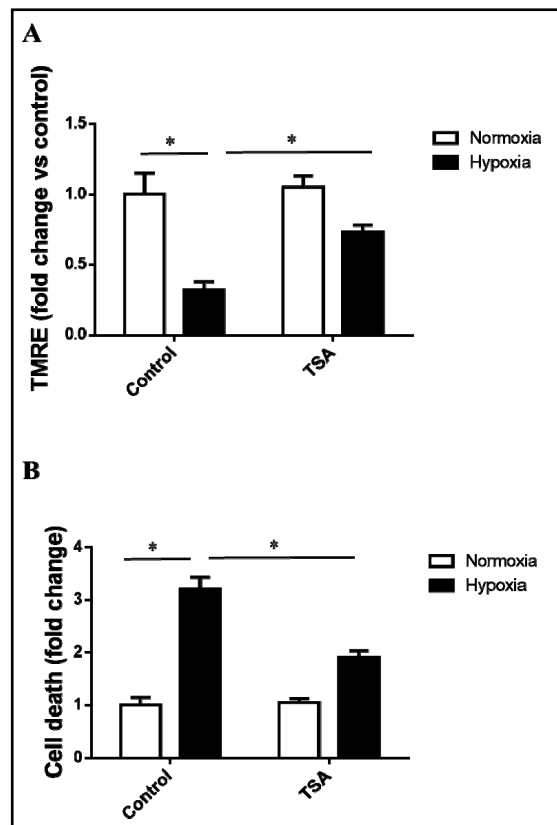 A
TMRE (fold change vs control)
1.5
1.0
0.5
0.0
*
*
Normoxia
Hypoxia
Control
TSA
B
Cell death (fold change)
4
3
2
1
0
*
*
Normoxia
Hypoxia
Control
TSA